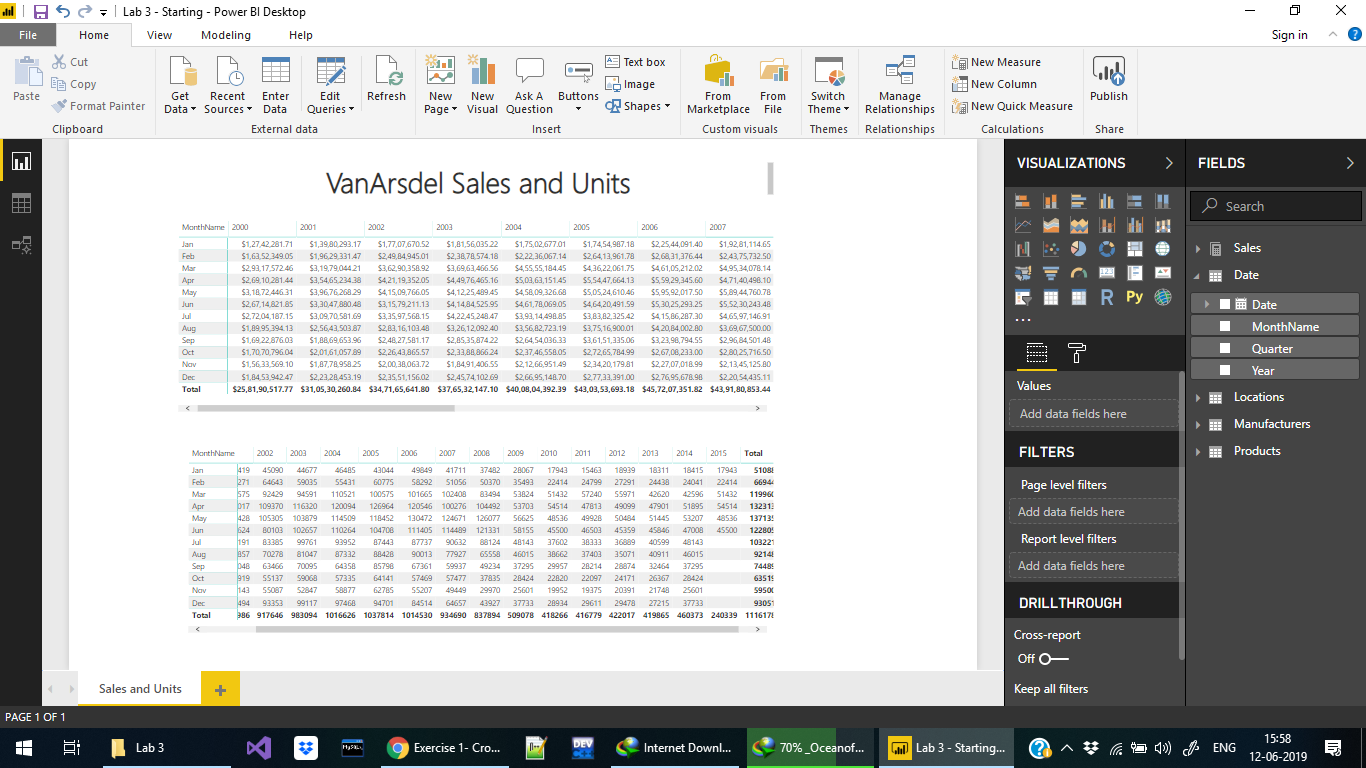 Lab 3 - Starting - Power BI Desktop
File Home View Modeling Help Sign in
Paste Cut Copy Format Painter Clipboard
Get Data Recent Sources Enter Data Edit Queries Refresh External data
New Page New Visual Ask A Question Buttons Text box Image Shapes Insert
From Marketplace From File Custom visuals
Switch Theme Themes
Manage Relationships Relationships
New Measure New Column New Quick Measure Calculations
Publish Share
VanArsdel Sales and Units
MonthName 2000 2001 2002 2003 2004 2005 2006 2007
Jan $1,27,42,281.71 $1,39,80,293.17 $1,77,07,670.52 $1,81,56,035.22 $1,75,02,677.01 $1,74,54,987.18 $2,25,44,091.40 $1,92,81,114.65
Feb $1,63,52,349.05 $1,96,29,331.47 $2,49,84,945.01 $2,38,78,574.18 $2,22,36,067.14 $2,64,13,961.78 $2,68,31,376.44 $2,43,75,732.50
Mar $2,93,17,572.46 $3,19,79,044.21 $3,62,90,358.92 $3,69,63,466.56 $4,55,55,184.45 $4,36,22,061.75 $4,61,05,212.02 $4,95,34,078.14
Apr $2,69,10,281.44 $3,54,65,234.38 $4,21,19,352.05 $4,49,76,465.16 $5,03,63,151.45 $5,54,47,664.13 $5,59,29,345.60 $4,71,40,498.10
May $3,18,72,446.31 $3,96,76,268.29 $4,15,09,766.05 $4,12,25,489.45 $4,58,09,326.68 $5,05,24,610.46 $5,95,92,017.50 $5,89,44,760.78
Jun $2,67,14,821.85 $3,30,47,880.48 $3,15,79,211.13 $4,14,84,525.95 $4,61,78,069.05 $4,64,20,491.59 $5,30,25,293.25 $5,52,30,243.48
Jul $2,72,04,187.15 $3,09,70,581.69 $3,35,97,568.15 $4,22,45,248.47 $3,93,14,498.85 $3,83,82,325.42 $4,15,86,287.30 $4,65,97,146.91
Aug $1,89,95,394.13 $2,56,43,503.87 $2,83,16,103.48 $3,26,12,092.40 $3,56,82,723.19 $3,75,16,900.01 $4,20,84,002.80 $3,69,67,500.00
Sep $1,69,22,876.03 $1,88,69,653.96 $2,48,27,581.17 $2,85,35,874.22 $2,64,54,036.33 $3,61,51,335.06 $3,23,98,794.55 $2,96,84,501.48
Oct $1,70,70,796.04 $2,01,61,057.89 $2,26,43,865.57 $2,33,88,866.24 $2,37,46,558.05 $2,72,65,784.99 $2,67,08,233.00 $2,80,25,716.50
Nov $1,56,33,569.10 $1,87,78,958.25 $2,00,38,063.72 $1,84,91,406.55 $2,12,66,951.49 $2,34,20,179.81 $2,27,07,018.99 $2,13,45,125.80
Dec $1,84,53,942.47 $2,23,28,453.19 $2,35,51,156.02 $2,45,74,102.69 $2,66,95,148.70 $2,77,33,391.00 $2,76,95,678.98 $2,20,54,435.11
Total $25,81,90,517.77 $31,05,30,260.84 $34,71,65,641.80 $37,65,32,147.10 $40,08,04,392.39 $43,03,53,693.18 $45,72,07,351.82 $43,91,80,853.44
MonthName 2002 2003 2004 2005 2006 2007 2008 2009 2010 2011 2012 2013 2014 2015 Total
Jan 419 45090 44677 46485 43044 49849 41711 37482 28067 17943 15463 18939 18311 18415 17943 51088
Feb 271 64643 59035 55431 60775 58292 51056 50370 35493 22414 24799 27291 24438 24041 22414 66944
Mar 575 92429 94591 110521 100575 101665 102408 83494 53824 51432 57240 55971 42620 42596 51432 119960
Apr 017 109370 116320 120094 126964 120546 100276 104492 53703 54514 47813 49099 47901 51895 54514 132313
May 428 105305 103879 114509 118452 130472 124671 126077 56625 48536 49928 50484 51445 53207 48536 137135
Jun 624 80103 102657 110264 104708 111405 114489 121331 58155 45500 46503 45359 45846 47008 45500 122805
Jul 191 83385 99761 93952 87443 87737 90632 88124 48143 37602 38333 36889 40599 48143 103221
Aug 857 70278 81047 87332 88428 90013 77927 65558 46015 38662 37403 35071 40911 46015 92148
Sep 048 63466 70095 64358 85798 67361 59937 49234 37295 29957 28214 28874 32464 37295 74489
Oct 919 55137 59068 57335 64141 57469 57477 37835 28424 22820 22097 24171 26367 28424 63519
Nov 143 55087 52847 58877 62785 55207 49449 29970 25601 19952 19375 20391 21748 25601 59500
Dec 494 93353 99117 97468 94701 84514 64657 43927 37733 28934 29611 29478 27215 37733 93051
Total 986 917646 983094 1016626 1037814 1014530 934690 837894 509078 418266 416779 422017 419865 460373 240339 1116178
VISUALIZATIONS
R Py
Values
Add data fields here
FILTERS
Page level filters
Add data fields here
Report level filters
Add data fields here
DRILLTHROUGH
Cross-report
Off
Keep all filters
FIELDS
Search
Sales
Date
Date
MonthName
Quarter
Year
Locations
Manufacturers
Products
Sales and Units
PAGE 1 OF 1
Lab 3 MySQL Exercise 1- Cro... DEV Internet Downl... 70% _Oceanof... Lab 3 - Starting... ENG 15:58
12-06-2019